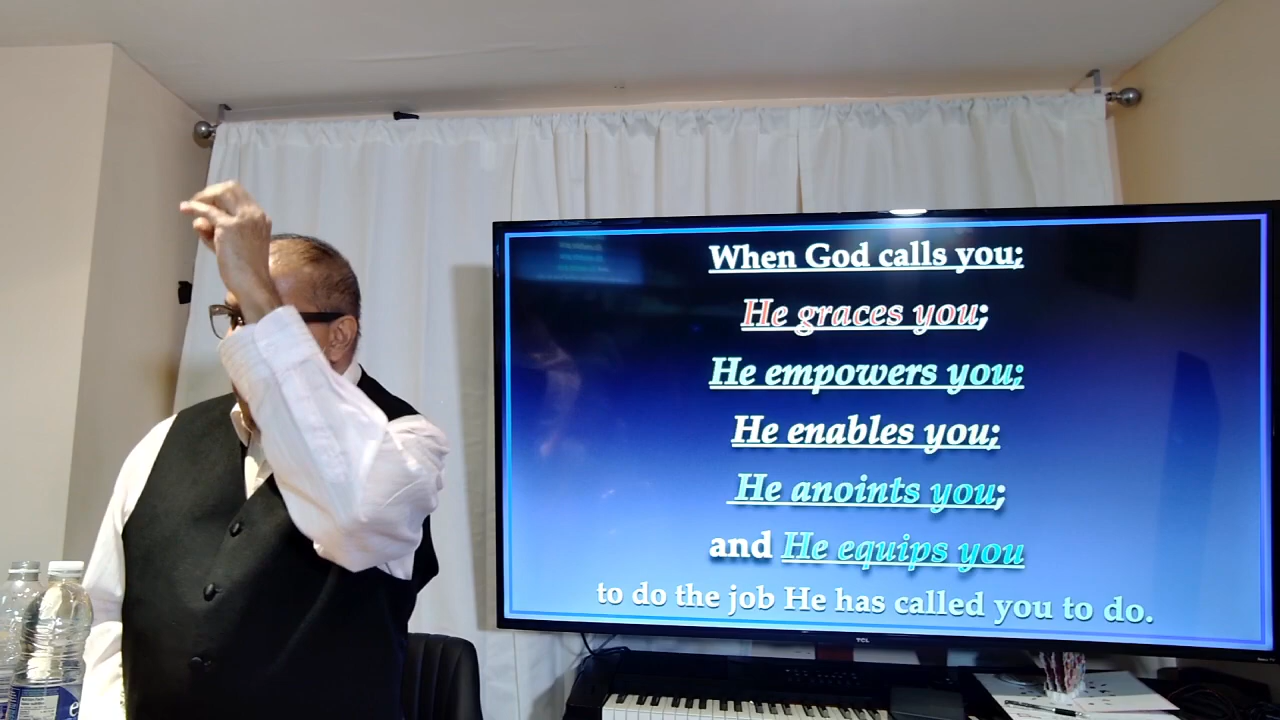 When God calls you;
He graces you;
He empowers you;
He enables you;
He anoints you;
and He equips you
to do the job He has called you to do.
TCL